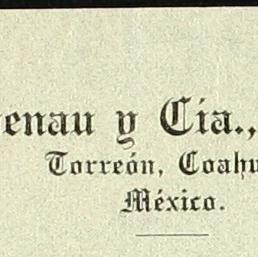 enau y Cía.,
Torreón, Coahu
México.